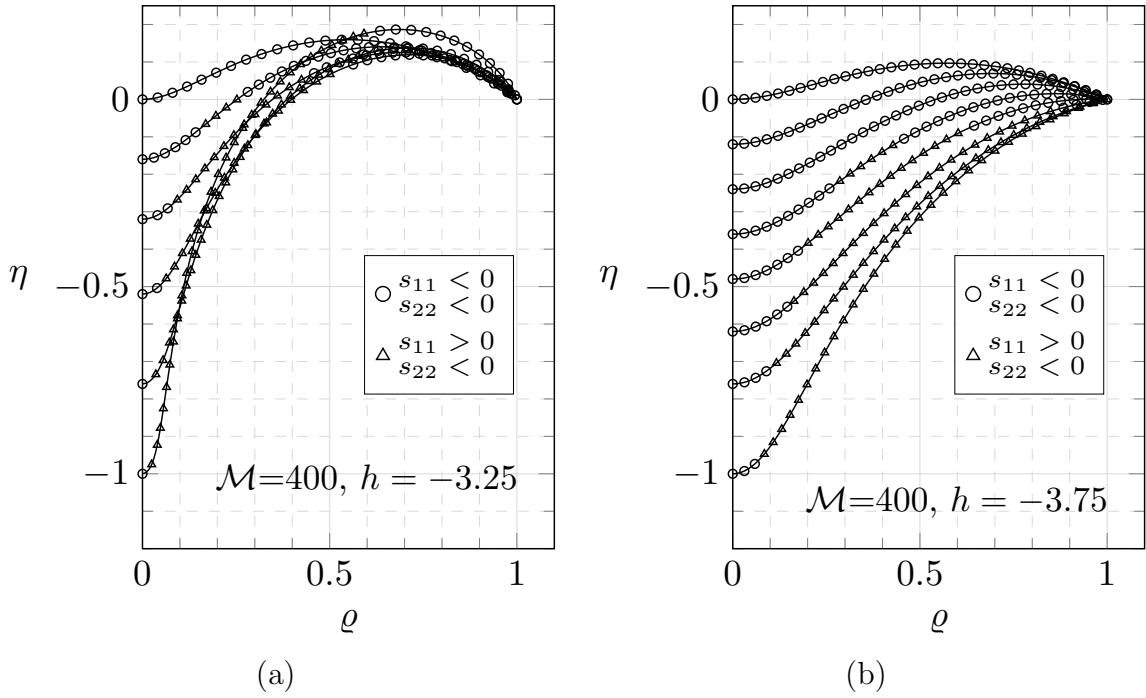 0
−0.5
−1
η
s₁₁ < 0
s₂₂ < 0
s₁₁ > 0
s₂₂ < 0
ℳ=400, h = −3.25
0 0.5 1
ϱ
(a)
0
−0.5
−1
η
s₁₁ < 0
s₂₂ < 0
s₁₁ > 0
s₂₂ < 0
ℳ=400, h = −3.75
0 0.5 1
ϱ
(b)